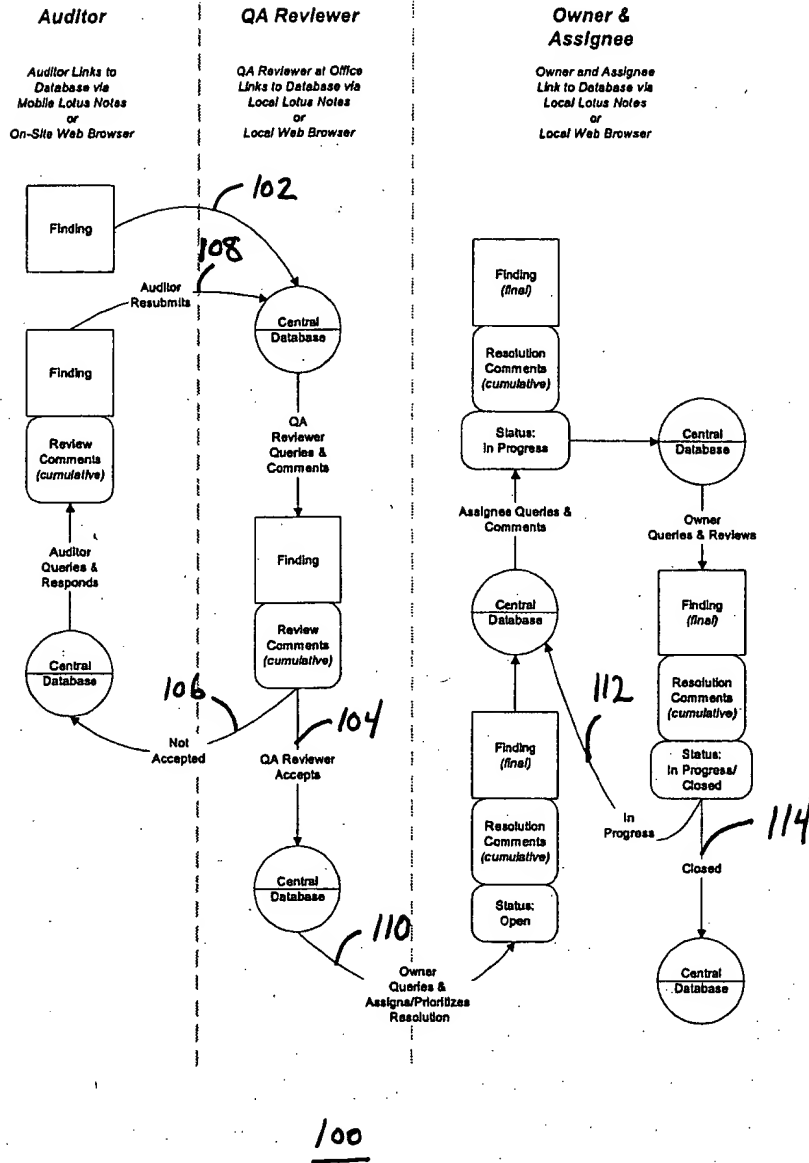 Auditor
Auditor Links to
Database via
Mobile Lotus Notes
or
On-Site Web Browser
QA Reviewer
QA Reviewer at Office
Links to Database via
Local Lotus Notes
or
Local Web Browser
Owner &
Assignee
Owner and Assignee
Link to Database via
Local Lotus Notes
or
Local Web Browser
Finding
102
108
Auditor
Resubmits
Finding
Review
Comments
(cumulative)
Auditor
Queries &
Responds
Central
Database
Not
Accepted
106
Central
Database
QA
Reviewer
Queries &
Comments
Finding
Review
Comments
(cumulative)
104
QA Reviewer
Accepts
Central
Database
110
Owner
Queries &
Assigns/Prioritizes
Resolution
Finding
(final)
Resolution
Comments
(cumulative)
Status:
In Progress
Assignee Queries &
Comments
Central
Database
Finding
(final)
Resolution
Comments
(cumulative)
Status:
Open
Central
Database
Owner
Queries & Reviews
Finding
(final)
Resolution
Comments
(cumulative)
Status:
In Progress/
Closed
112
In
Progress
114
Closed
Central
Database
100